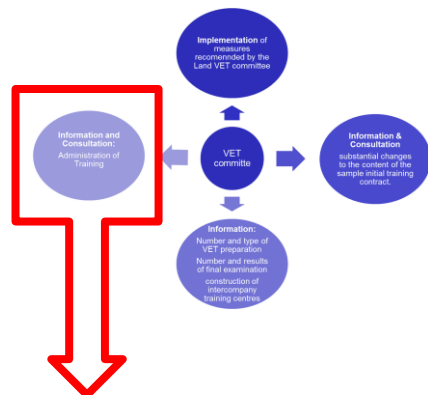 Implementation of
measures
recomennded by the
Land VET committee
Information and
Consultation:
Administration of
Training
VET
committe
Information &
Consultation
substantial changes
to the content of the
sample initial training
contract.
Information:
Number and type of
VET preparation
Number and results of
final examination
construction of
intercompany
training centres